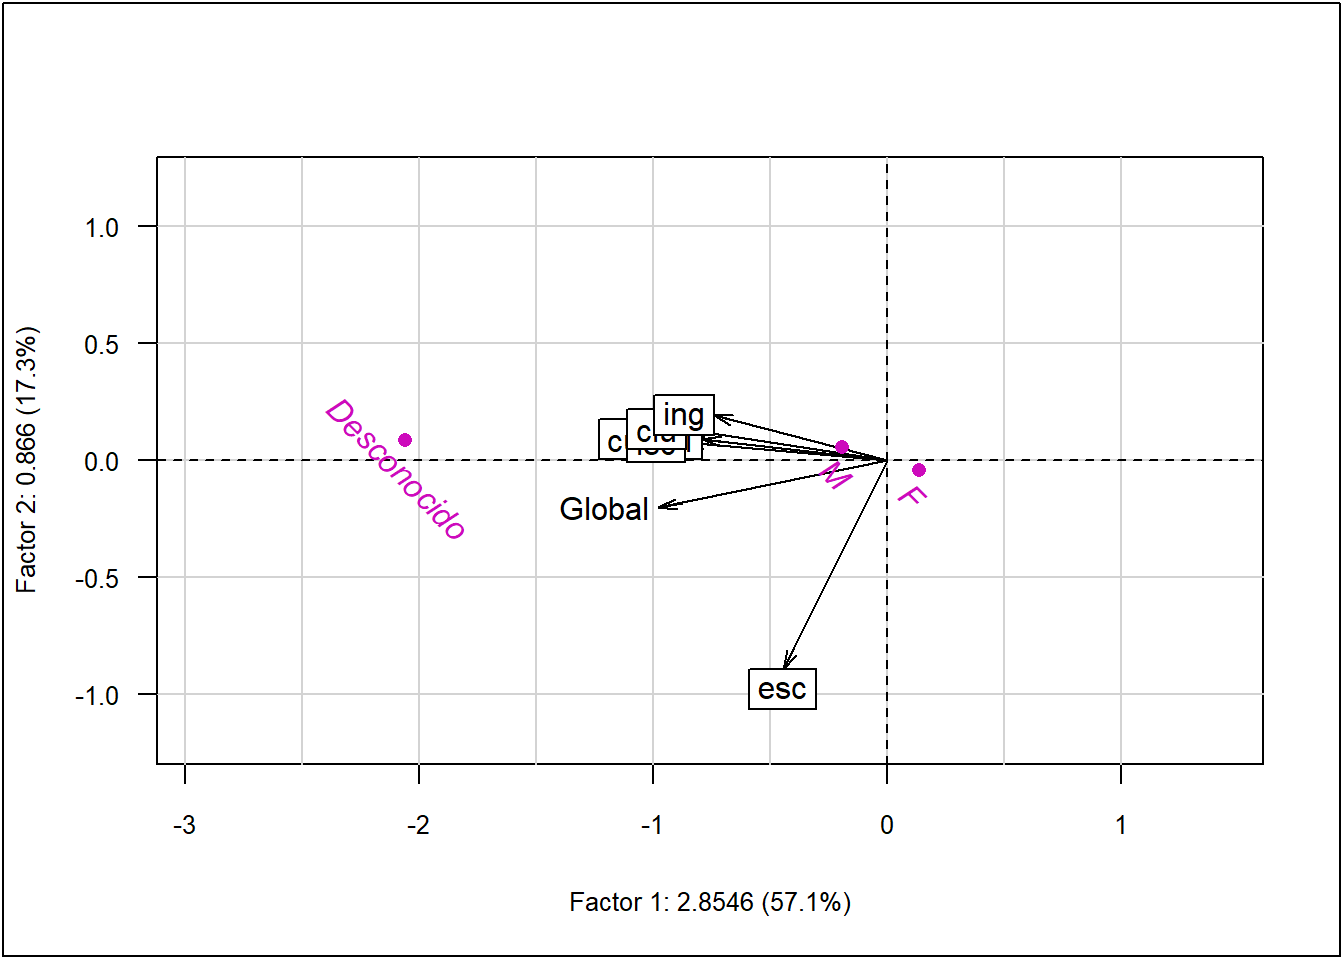 1.0
0.5
0.0
-0.5
-1.0
Factor 2: 0.866 (17.3%)
ing
Desconocido
M
F
Global
esc
-3
-2
-1
0
1
Factor 1: 2.8546 (57.1%)